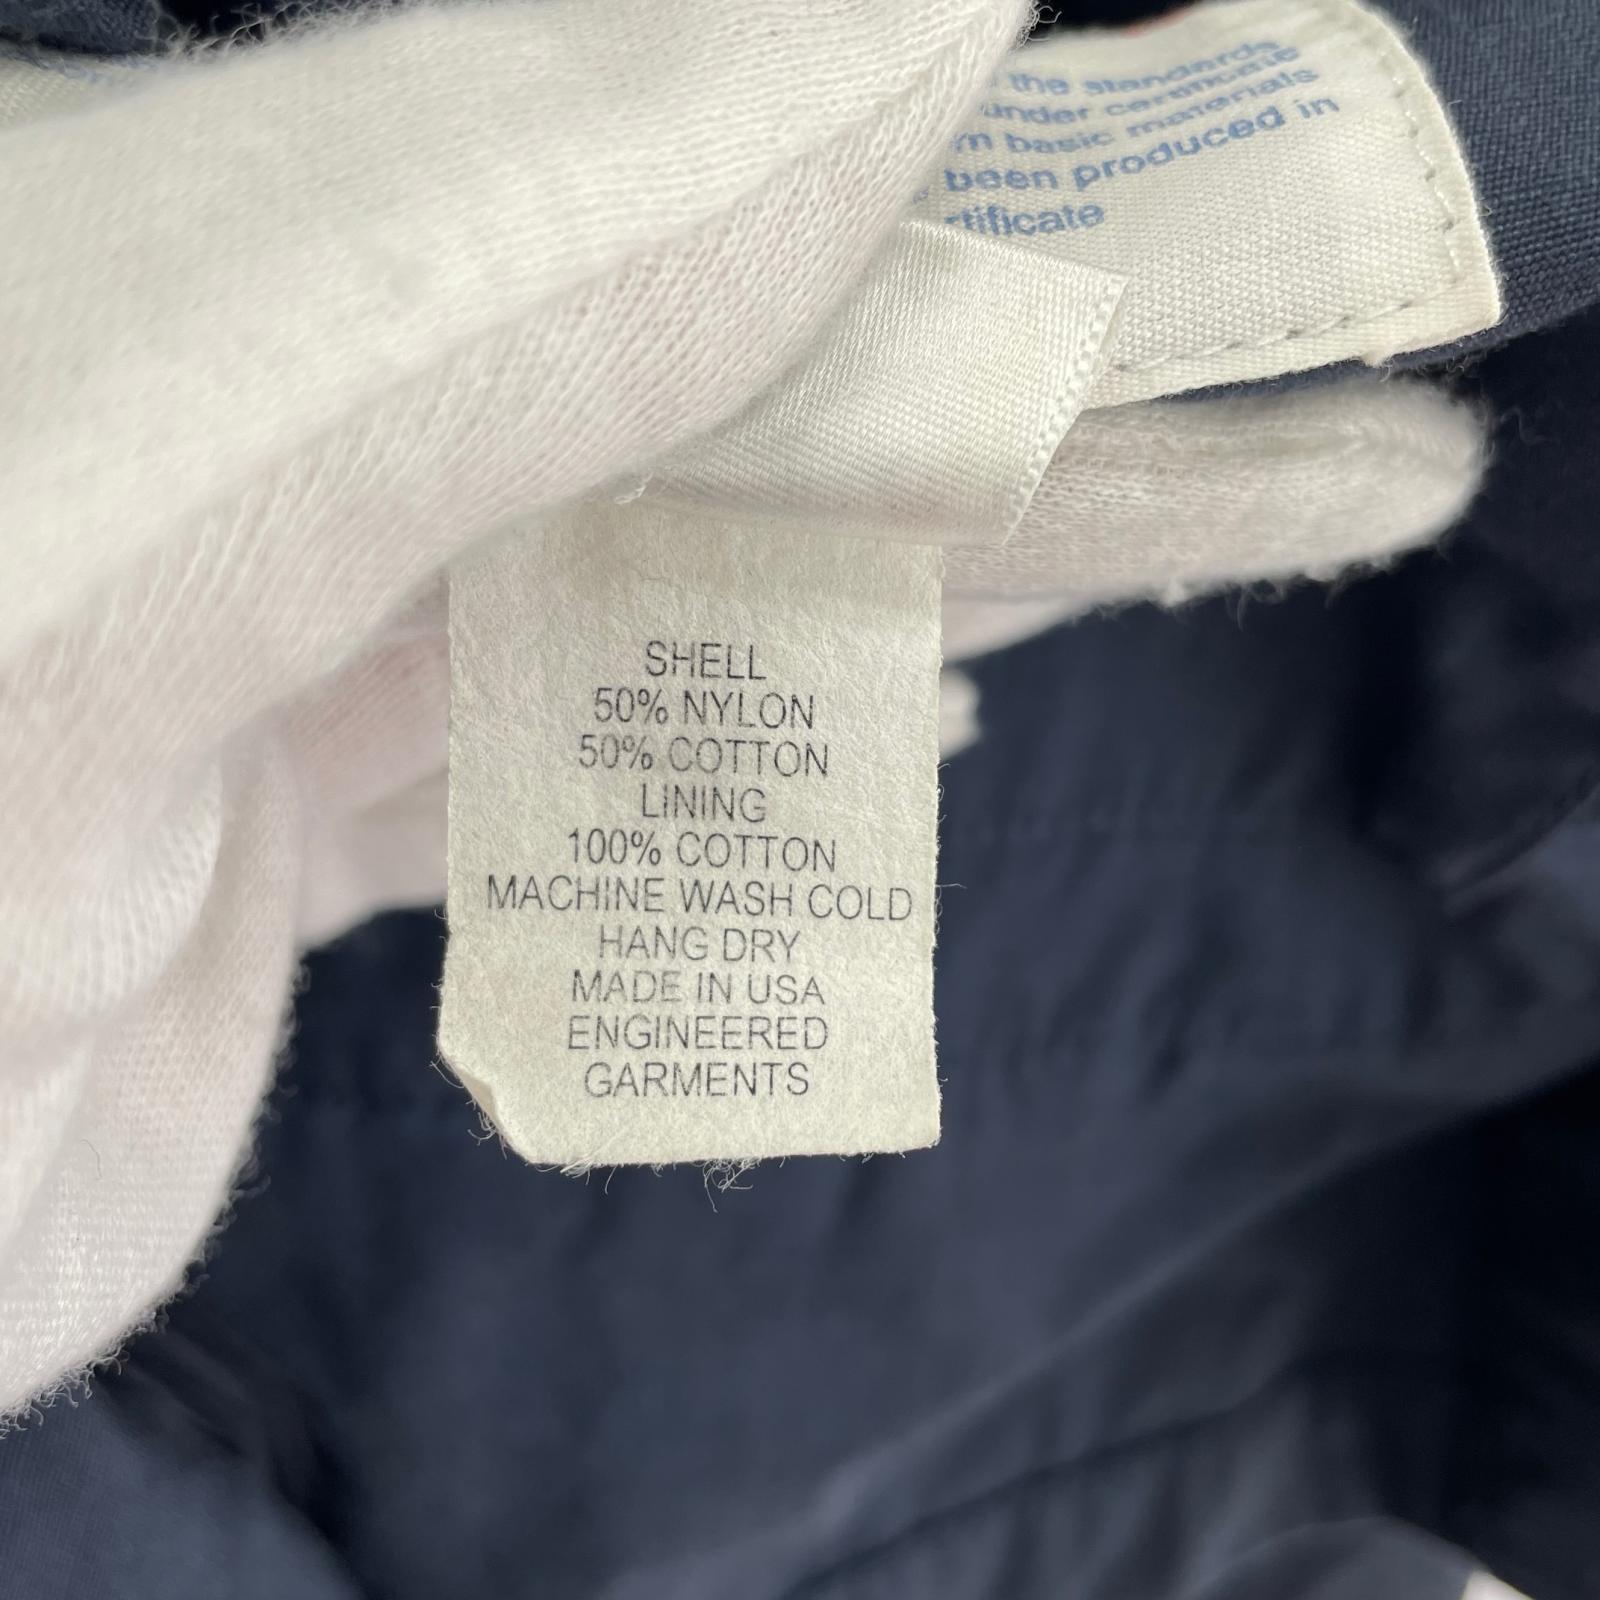 the standards
under certificate
basic materials
been produced in
SHELL
50% NYLON
50% COTTON
LINING
100% COTTON
MACHINE WASH COLD
HANG DRY
MADE IN USA
ENGINEERED
GARMENTS